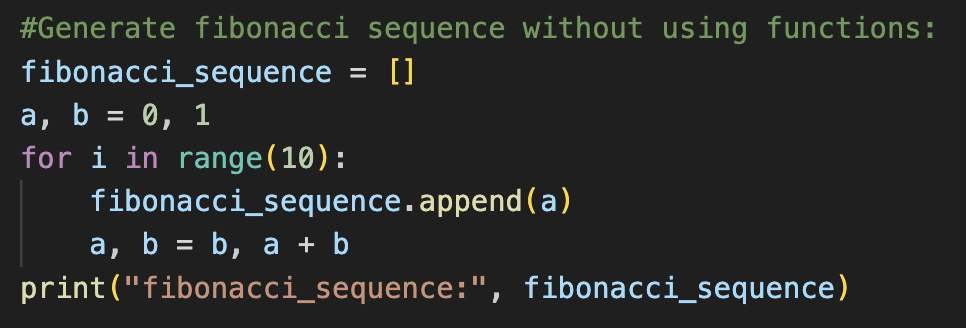 #Generate fibonacci sequence without using functions:
fibonacci_sequence = []
a, b = 0, 1
for i in range(10):
    fibonacci_sequence.append(a)
    a, b = b, a + b
print("fibonacci_sequence:", fibonacci_sequence)